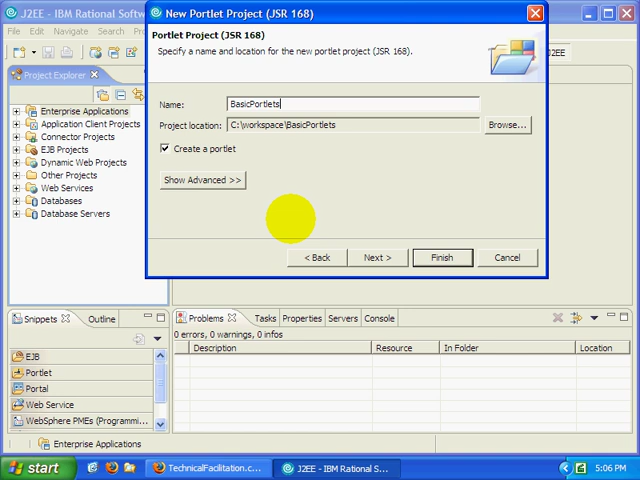 J2EE - IBM Rational Softw
New Portlet Project (JSR 168)
File Edit Navigate Search
Portlet Project (JSR 168)
Specify a name and location for the new portlet project (JSR 168).
J2EE
Project Explorer
Enterprise Applications
Application Client Projects
Connector Projects
EJB Projects
Dynamic Web Projects
Other Projects
Web Services
Databases
Database Servers
Name: BasicPortlets
Project location: C:\workspace\BasicPortlets Browse...
Create a portlet
Show Advanced >>
< Back Next > Finish Cancel
Snippets Outline
EJB
Portlet
Portal
Web Service
WebSphere PMEs (Programmi
Problems Tasks Properties Servers Console
0 errors, 0 warnings, 0 infos
Description Resource In Folder Location
Enterprise Applications
start TechnicalFacilitation.c... J2EE - IBM Rational S... 5:06 PM